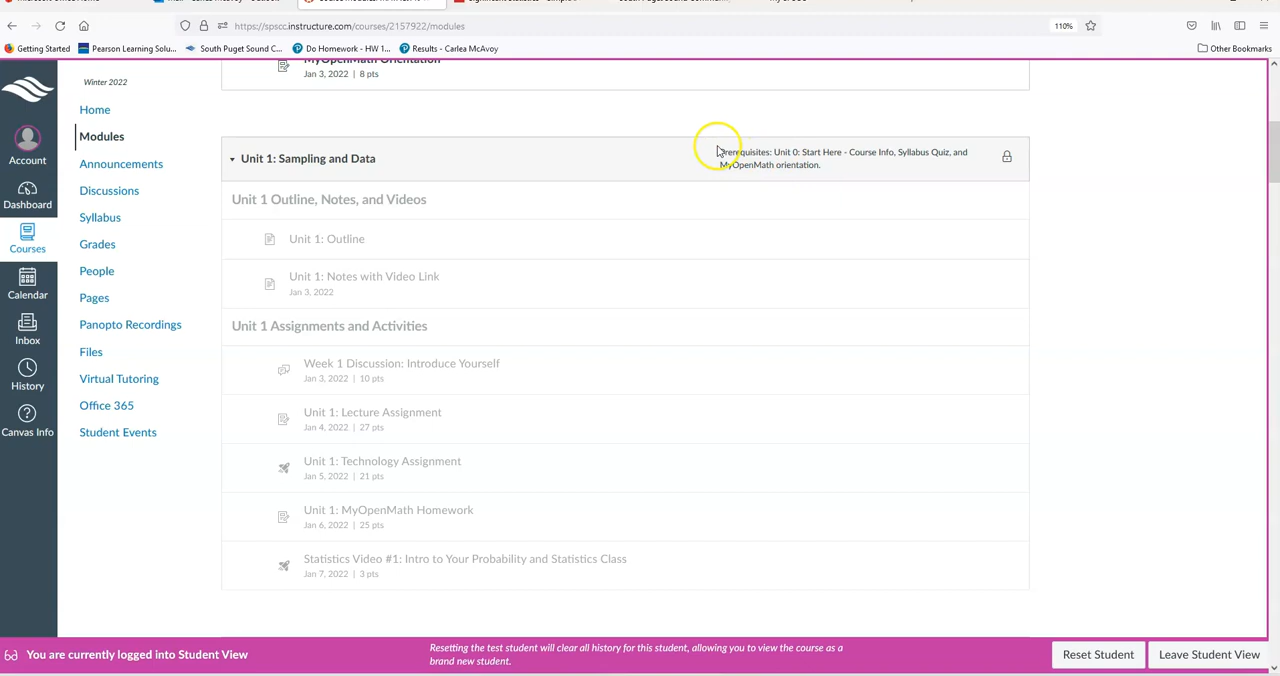 https://spscc.instructure.com/courses/2157922/modules
110%
Getting Started
Pearson Learning Solu...
South Puget Sound C...
Do Homework - HW 1...
Results - Carlea McAvoy
Other Bookmarks
Winter 2022
Home
Modules
Announcements
Discussions
Syllabus
Grades
People
Pages
Panopto Recordings
Files
Virtual Tutoring
Office 365
Student Events
Account
Dashboard
Courses
Calendar
Inbox
History
Canvas Info
MyOpenMath Orientation
Jan 3, 2022 | 8 pts
Unit 1: Sampling and Data
Prerequisites: Unit 0: Start Here - Course Info, Syllabus Quiz, and
MyOpenMath orientation.
Unit 1 Outline, Notes, and Videos
Unit 1: Outline
Unit 1: Notes with Video Link
Jan 3, 2022
Unit 1 Assignments and Activities
Week 1 Discussion: Introduce Yourself
Jan 3, 2022 | 10 pts
Unit 1: Lecture Assignment
Jan 4, 2022 | 27 pts
Unit 1: Technology Assignment
Jan 5, 2022 | 21 pts
Unit 1: MyOpenMath Homework
Jan 6, 2022 | 25 pts
Statistics Video #1: Intro to Your Probability and Statistics Class
Jan 7, 2022 | 3 pts
You are currently logged into Student View
Resetting the test student will clear all history for this student, allowing you to view the course as a
brand new student.
Reset Student
Leave Student View